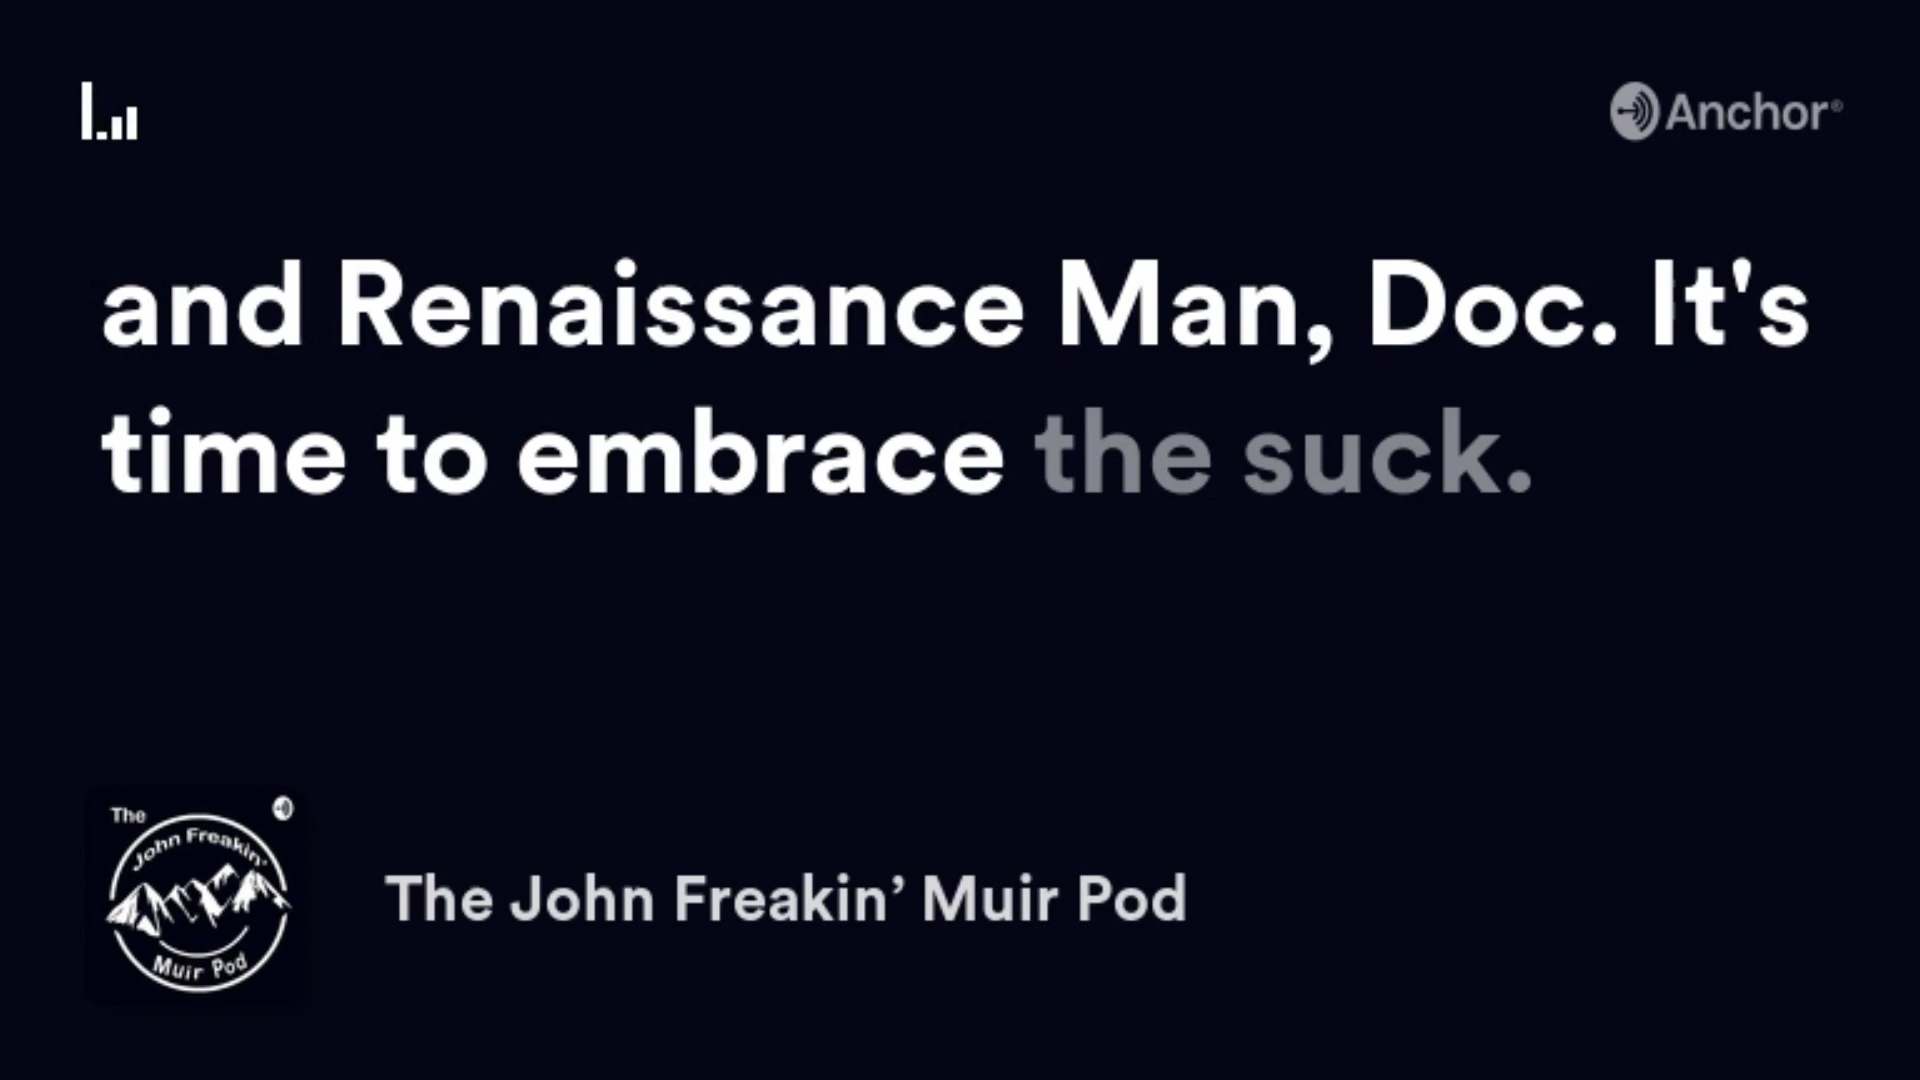 Anchor®
and Renaissance Man, Doc. It's
time to embrace the suck.
The
John Freakin'
Muir Pod
The John Freakin’ Muir Pod